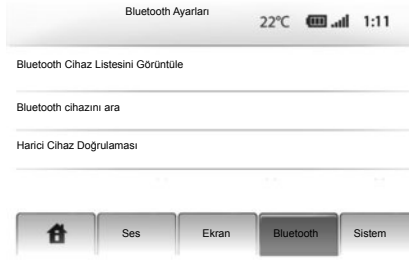 Bluetooth Ayarları
22°C 1:11
Bluetooth Cihaz Listesini Görüntüle
Bluetooth cihazını ara
Harici Cihaz Doğrulaması
Ses Ekran Bluetooth Sistem